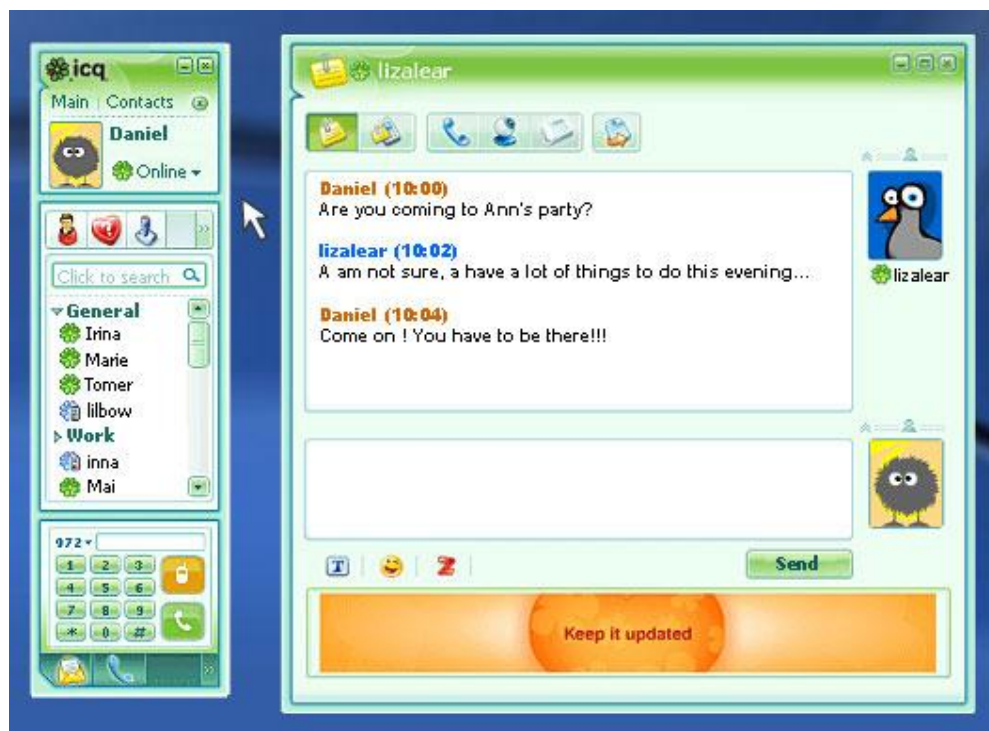 icq
Main Contacts
Daniel
Online
Click to search
General
Irina
Marie
Tomer
lilbow
Work
inna
Mai
972
1 2 3
4 5 6
7 8 9
* 0 #
lizalear
Daniel (10:00)
Are you coming to Ann's party?
lizalear (10:02)
A am not sure, a have a lot of things to do this evening...
Daniel (10:04)
Come on ! You have to be there!!!
lizalear
T
Send
Keep it updated